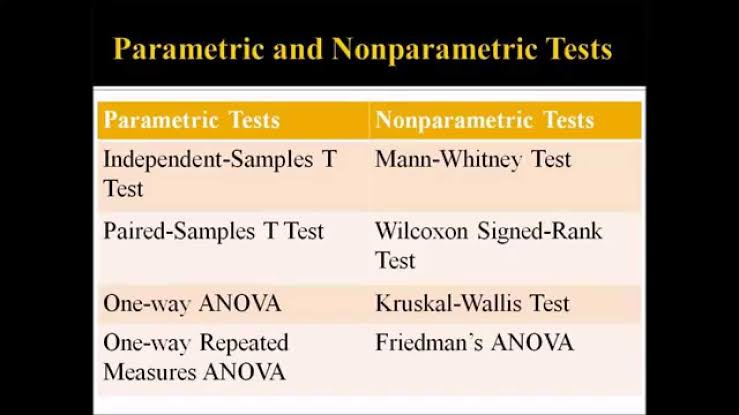 Parametric and Nonparametric Tests
Parametric Tests
Nonparametric Tests
Independent-Samples T
Test
Mann-Whitney Test
Paired-Samples T Test
Wilcoxon Signed-Rank
Test
One-way ANOVA
Kruskal-Wallis Test
One-way Repeated
Measures ANOVA
Friedman’s ANOVA